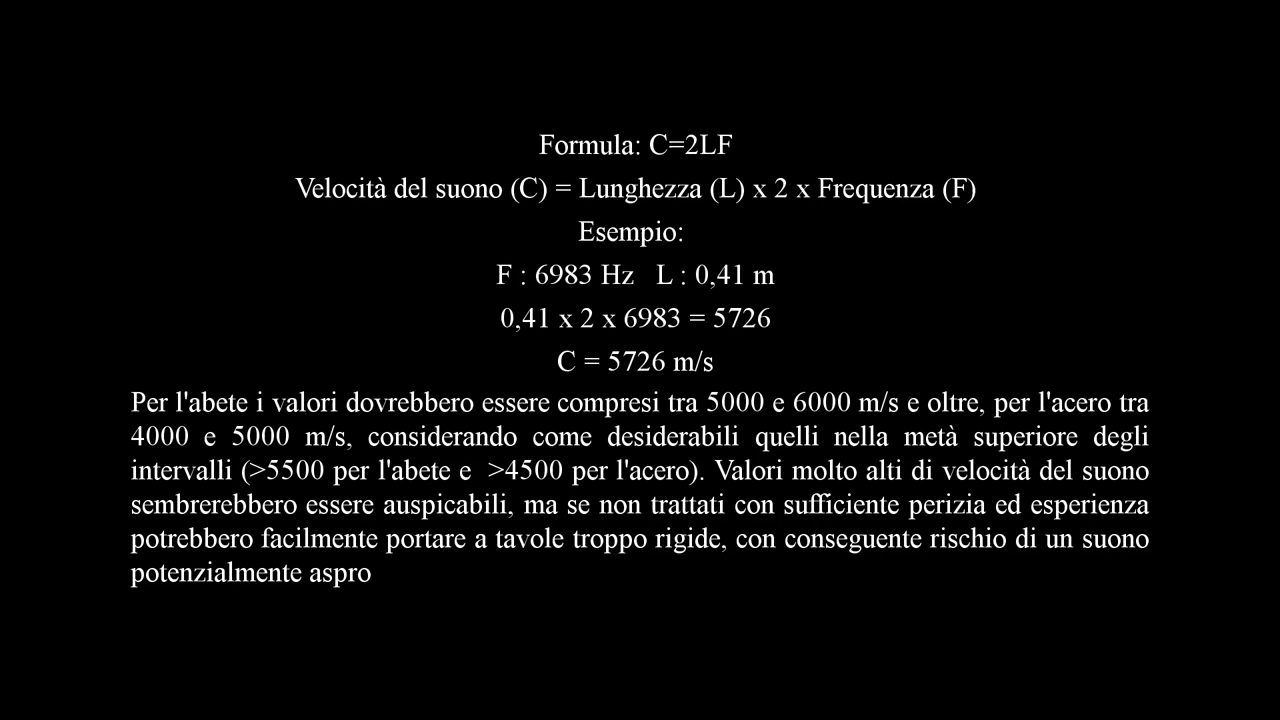 Formula: C=2LF
Velocità del suono (C) = Lunghezza (L) x 2 x Frequenza (F)
Esempio:
F : 6983 Hz   L : 0,41 m
0,41 x 2 x 6983 = 5726
C = 5726 m/s
Per l'abete i valori dovrebbero essere compresi tra 5000 e 6000 m/s e oltre, per l'acero tra
4000 e 5000 m/s, considerando come desiderabili quelli nella metà superiore degli
intervalli (>5500 per l'abete e  >4500 per l'acero). Valori molto alti di velocità del suono
sembrerebbero essere auspicabili, ma se non trattati con sufficiente perizia ed esperienza
potrebbero facilmente portare a tavole troppo rigide, con conseguente rischio di un suono
potenzialmente aspro